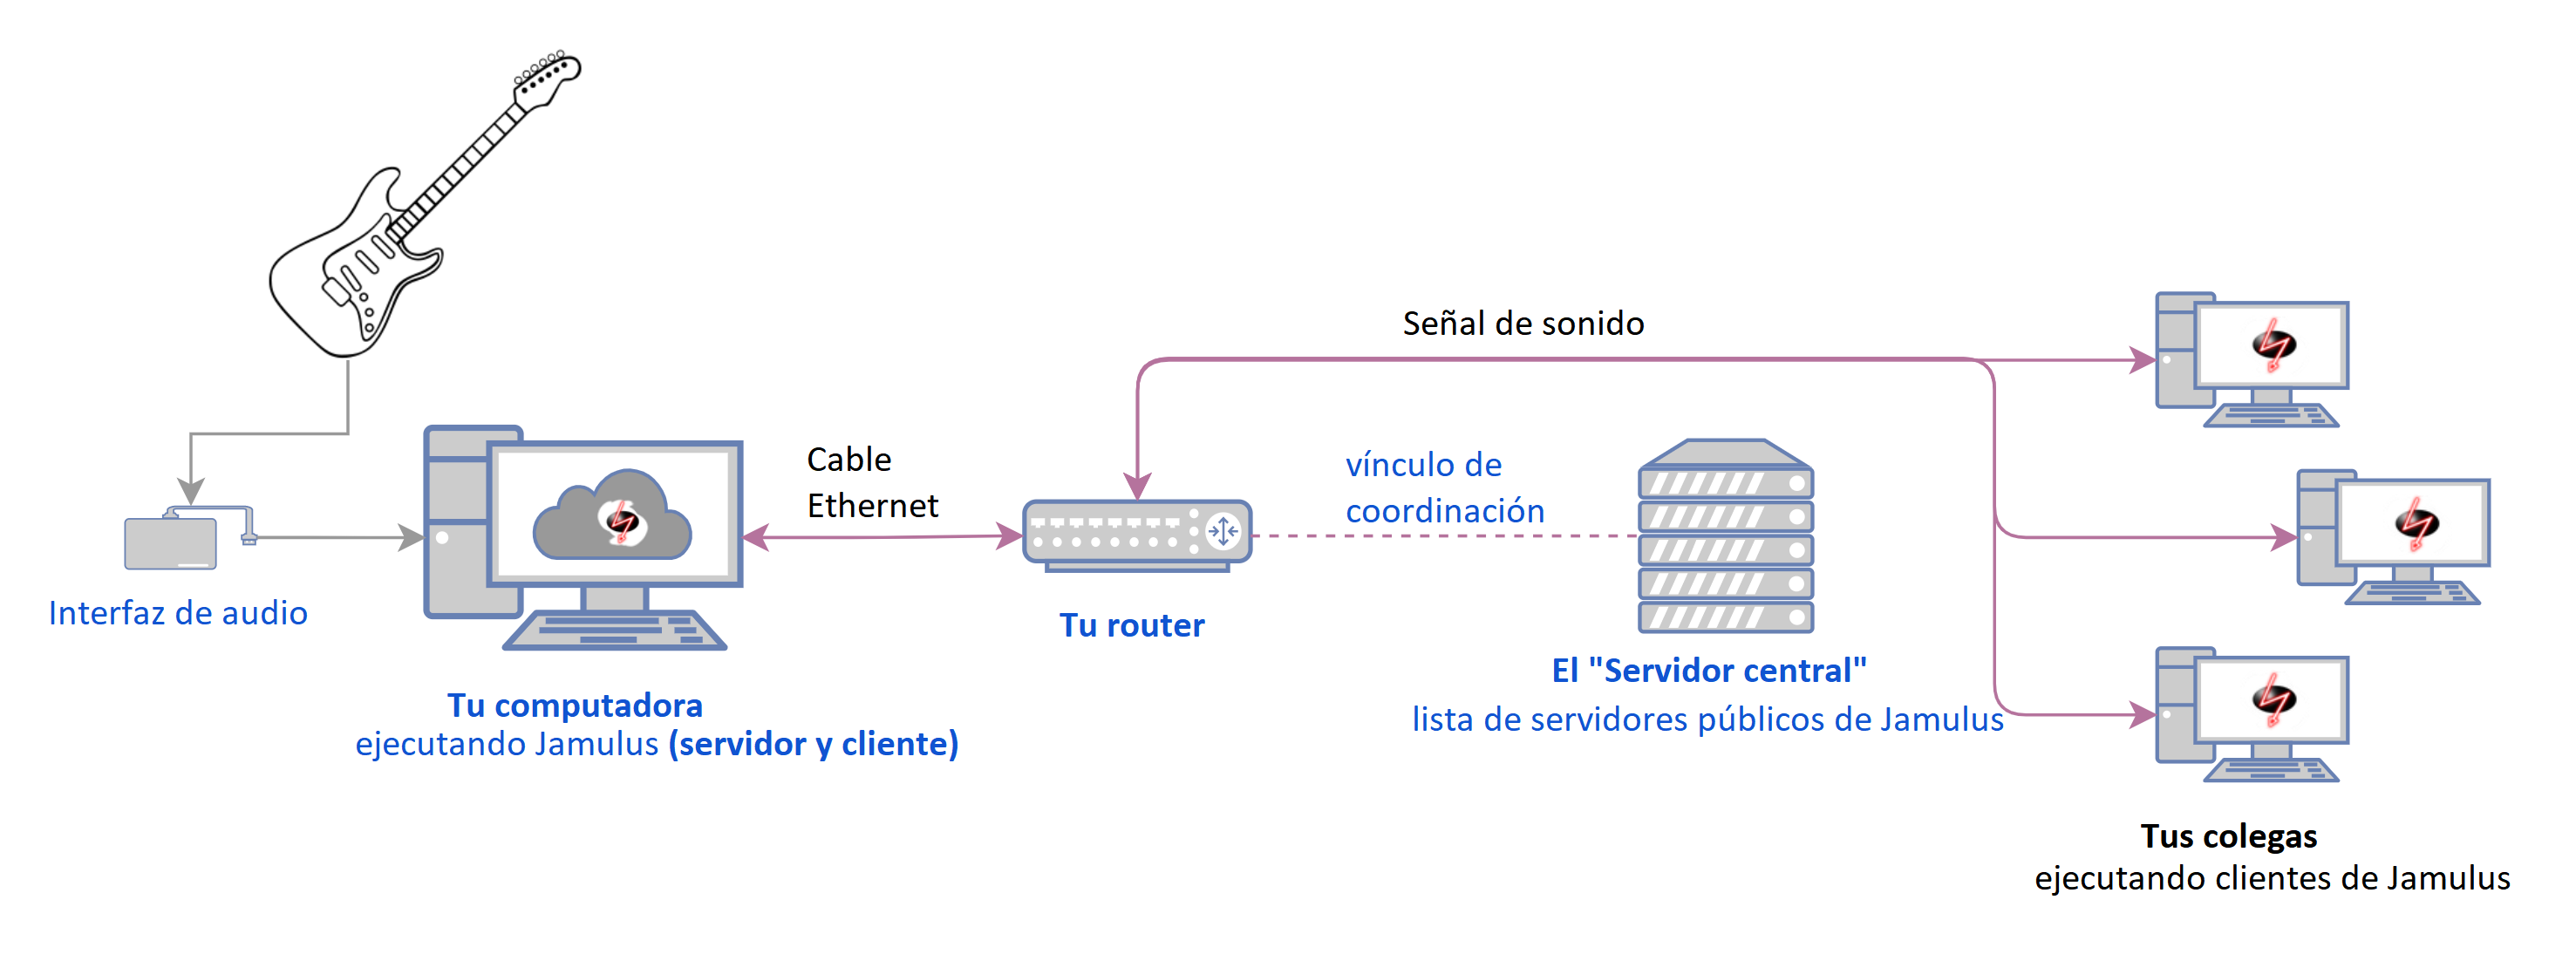 Señal de sonido
Cable
Ethernet
vínculo de
coordinación
Interfaz de audio
Tu router
El "Servidor central"
lista de servidores públicos de Jamulus
Tu computadora
ejecutando Jamulus (servidor y cliente)
Tus colegas
ejecutando clientes de Jamulus